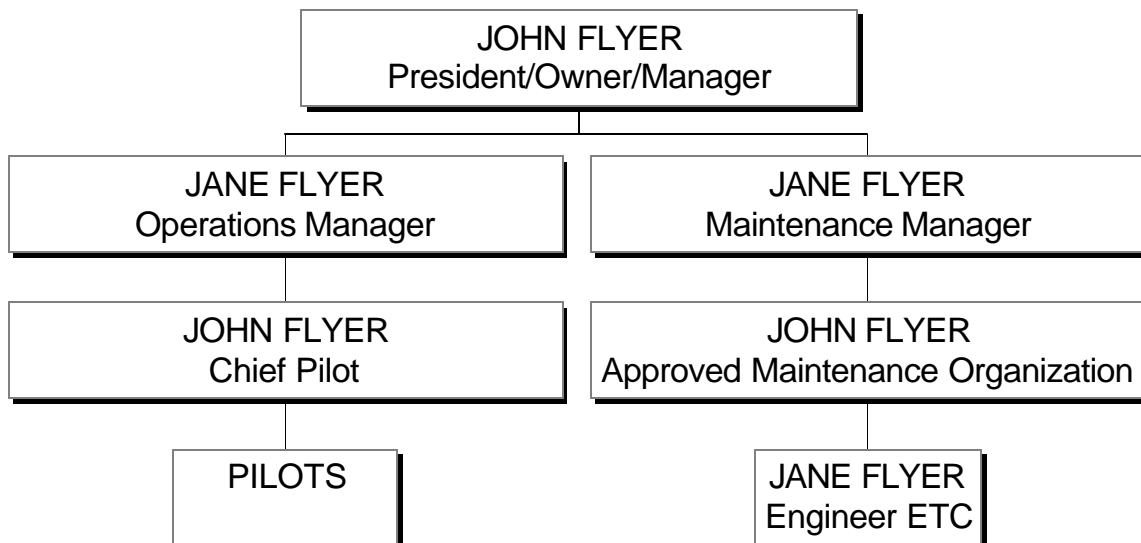 JOHN FLYER
President/Owner/Manager
JANE FLYER
Operations Manager
JANE FLYER
Maintenance Manager
JOHN FLYER
Chief Pilot
JOHN FLYER
Approved Maintenance Organization
PILOTS
JANE FLYER
Engineer ETC